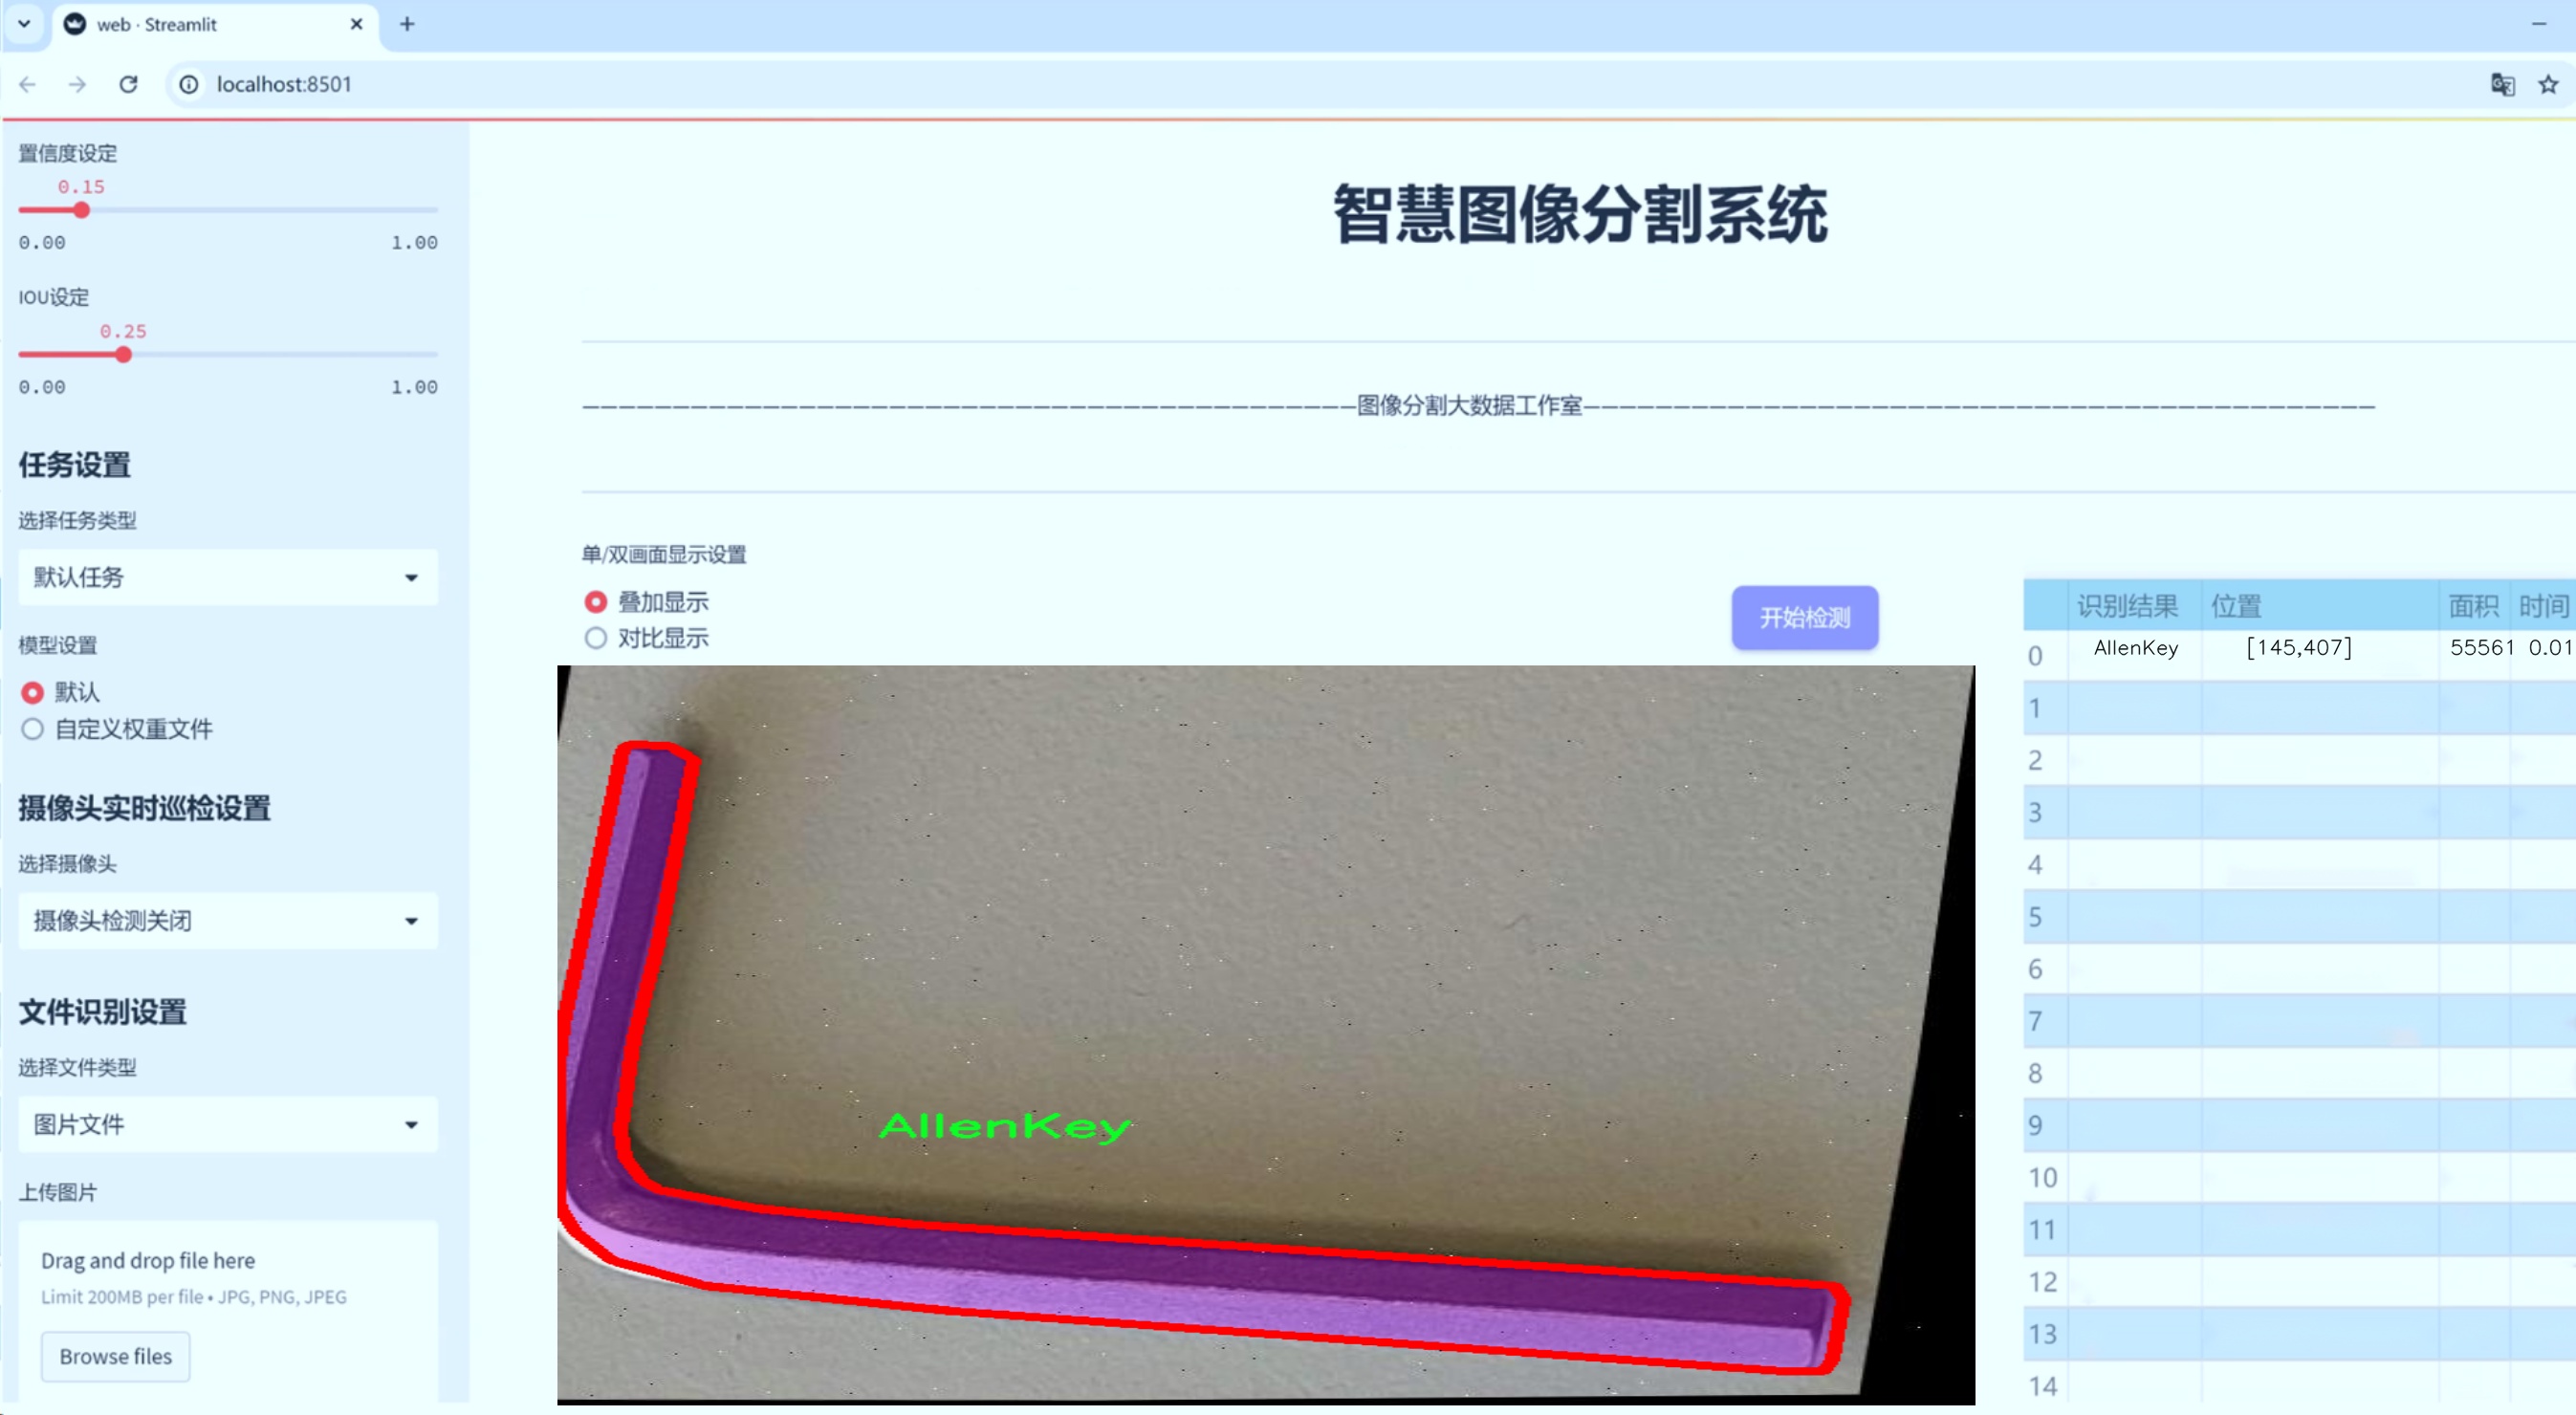 web · Streamlit
localhost:8501
置信度设定
0.15
0.00 1.00
IOU设定
0.25
0.00 1.00
任务设置
选择任务类型
默认任务
模型设置
默认
自定义权重文件
摄像头实时巡检设置
选择摄像头
摄像头检测关闭
文件识别设置
选择文件类型
图片文件
上传图片
Drag and drop file here
Limit 200MB per file • JPG, PNG, JPEG
Browse files
智慧图像分割系统
———————————————————————————————————————————图像分割大数据工作室————————————————————————————————————————————
单/双画面显示设置
叠加显示
对比显示
开始检测
AllenKey
识别结果 位置 面积 时间
0 AllenKey [145,407] 55561 0.01
1
2
3
4
5
6
7
8
9
10
11
12
13
14